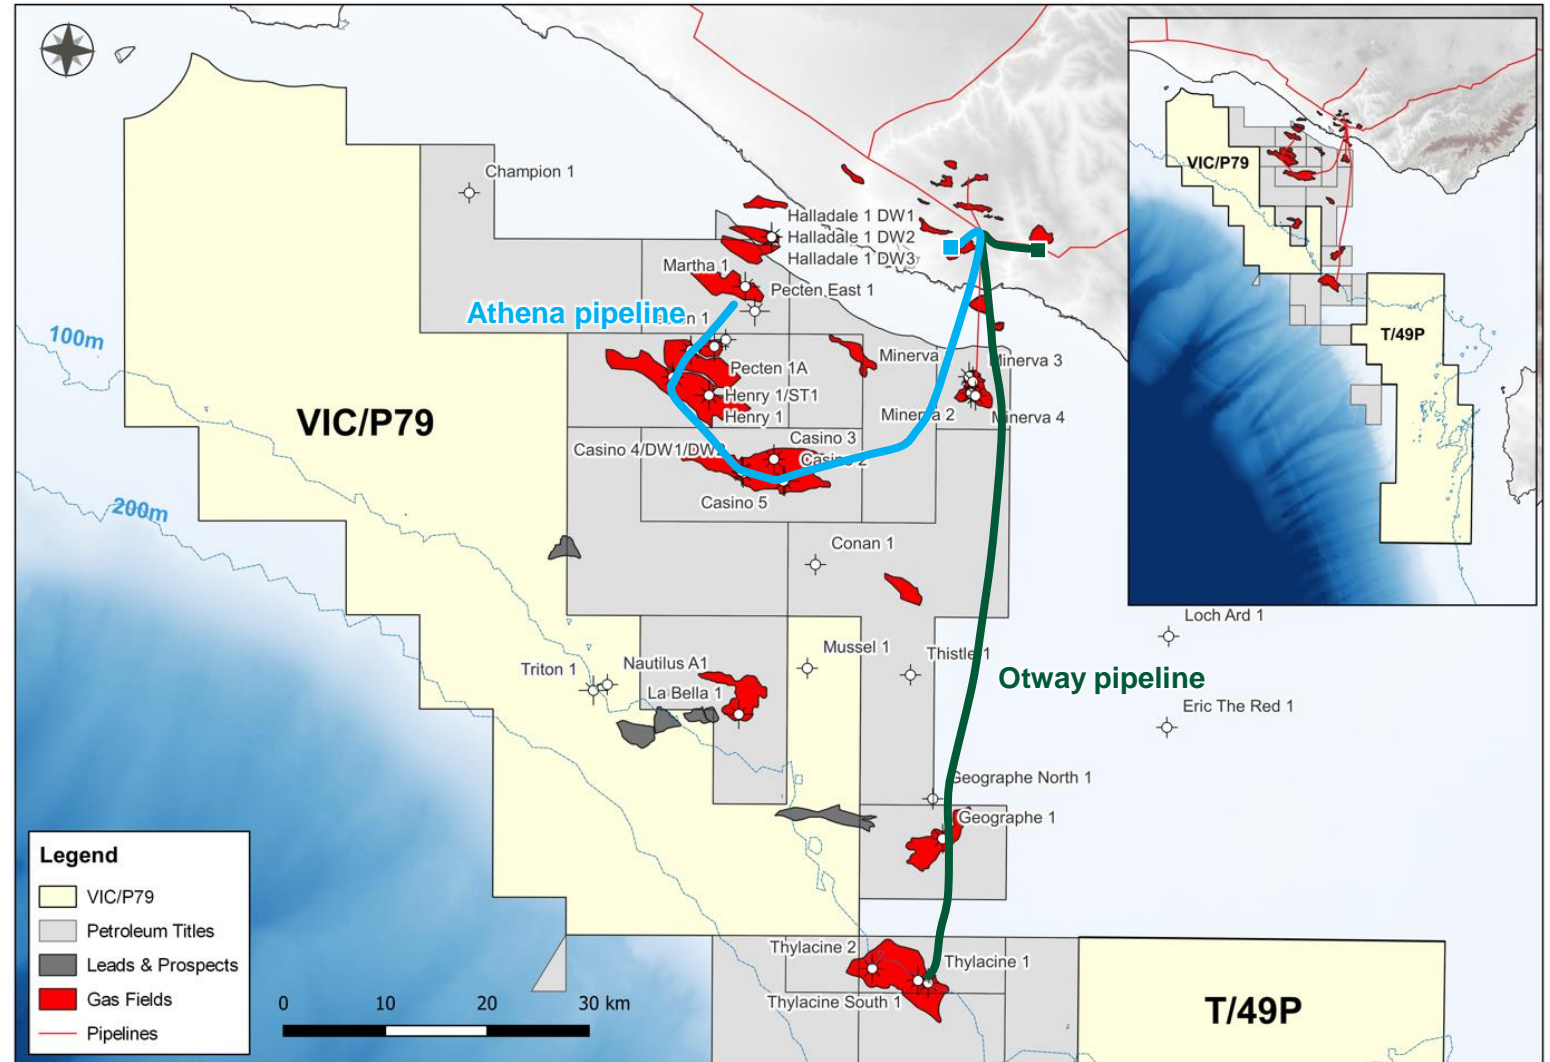 Champion 1
Halladale 1 DW1
Halladale 1 DW2
Halladale 1 DW3
Martha 1
Pecten East 1
Athena pipeline
100m
Minerva
Minerva 3
Pecten 1A
Henry 1/ST1
Henry 1
Minerva 2
Minerva 4
VIC/P79
Casino 3
Casino 4/DW1/DW2
Casino 2
Casino 5
200m
Conan 1
Mussel 1
Thistle 1
Triton 1
Nautilus A1
La Bella 1
Otway pipeline
Loch Ard 1
Eric The Red 1
Geographe North 1
Geographe 1
Thylacine 2
Thylacine 1
Thylacine South 1
T/49P
VIC/P79
T/49P
Legend
VIC/P79
Petroleum Titles
Leads & Prospects
Gas Fields
Pipelines
0 10 20 30 km